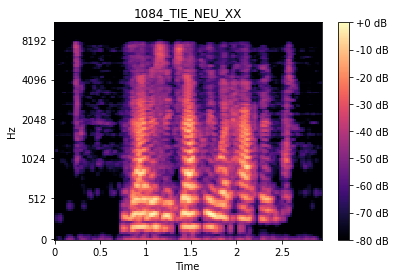 1084_TIE_NEU_XX
8192
4096
2048
1024
512
0
Hz
0 0.5 1 1.5 2 2.5
Time
+0 dB
-10 dB
-20 dB
-30 dB
-40 dB
-50 dB
-60 dB
-70 dB
-80 dB